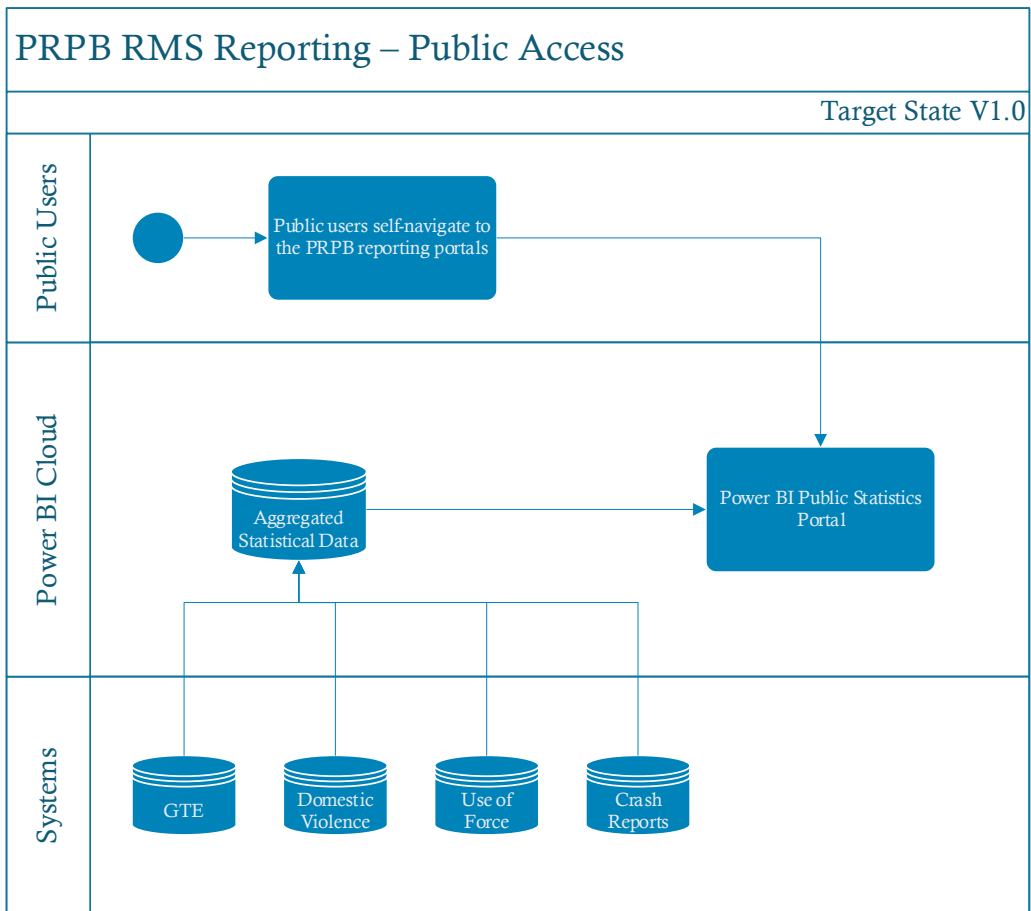 PRPB RMS Reporting – Public Access
Target State V1.0
Public Users
Public users self-navigate to
the PRPB reporting portals
Power BI Cloud
Aggregated
Statistical Data
Power BI Public Statistics
Portal
Systems
GTE
Domestic
Violence
Use of
Force
Crash
Reports